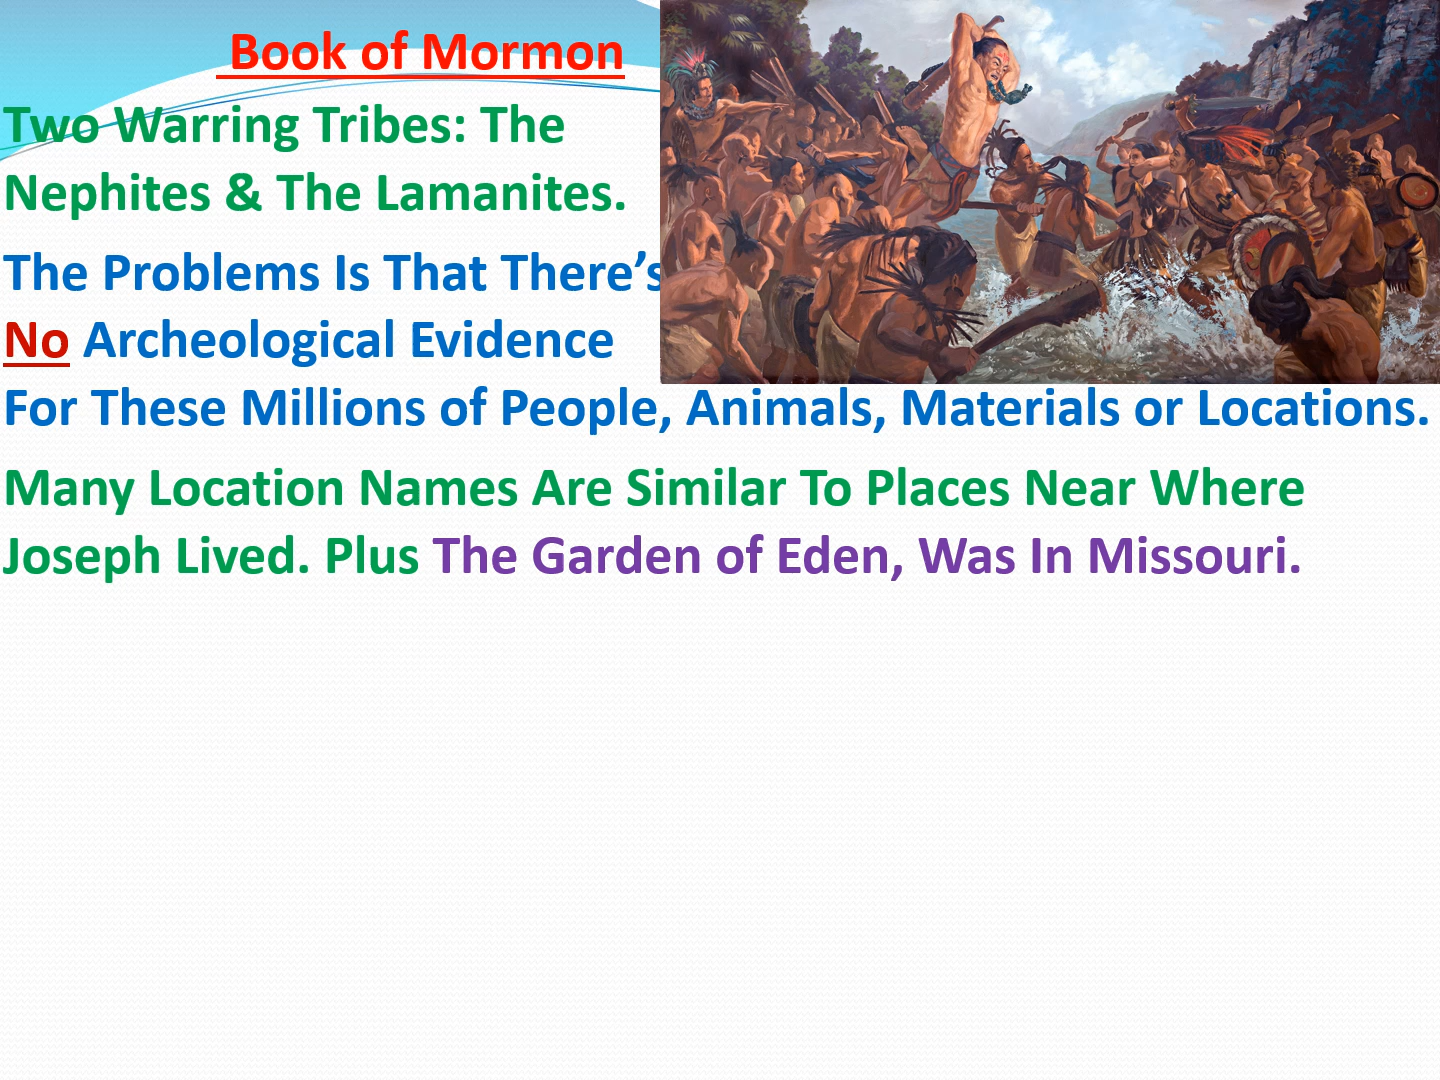 Book of Mormon
Two Warring Tribes: The
Nephites & The Lamanites.
The Problems Is That There’s
No Archeological Evidence
For These Millions of People, Animals, Materials or Locations.
Many Location Names Are Similar To Places Near Where
Joseph Lived. Plus The Garden of Eden, Was In Missouri.